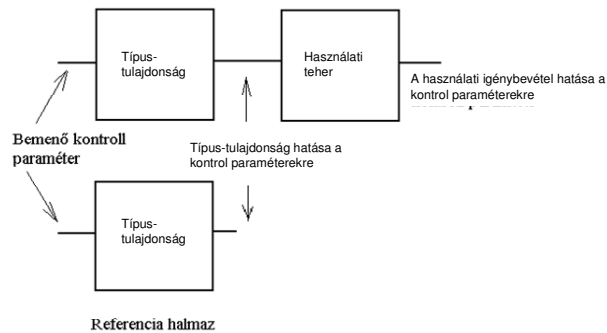 Típus-
tulajdonság
Használati
teher
A használati igénybevétel hatása a
kontrol paraméterekre
Bemenő kontroll
paraméter
Típus-tulajdonság hatása a
kontrol paraméterekre
Típus-
tulajdonság
Referencia halmaz